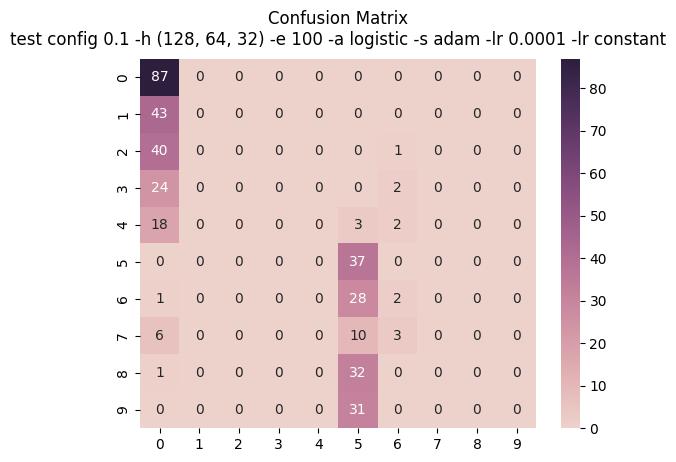 Confusion Matrix
test config 0.1 -h (128, 64, 32) -e 100 -a logistic -s adam -lr 0.0001 -lr constant
0 87 0 0 0 0 0 0 0 0 0
1 43 0 0 0 0 0 0 0 0 0
2 40 0 0 0 0 0 1 0 0 0
3 24 0 0 0 0 0 2 0 0 0
4 18 0 0 0 0 3 2 0 0 0
5 0 0 0 0 0 37 0 0 0 0
6 1 0 0 0 0 28 2 0 0 0
7 6 0 0 0 0 10 3 0 0 0
8 1 0 0 0 0 32 0 0 0 0
9 0 0 0 0 0 31 0 0 0 0
0 1 2 3 4 5 6 7 8 9
80
70
60
50
40
30
20
10
0